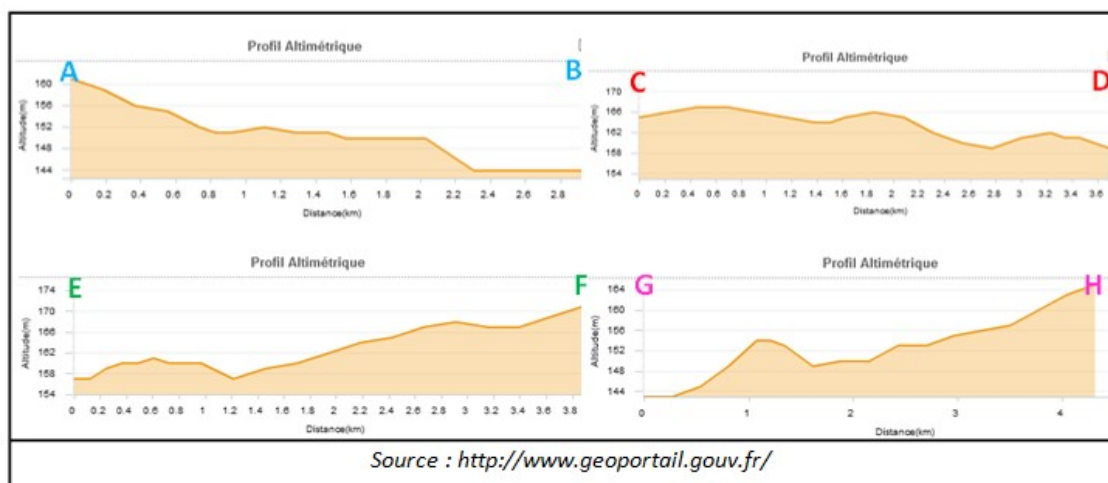 Profil Altimétrique
A
B
Altitude(m)
160
156
152
148
144
0 0.2 0.4 0.6 0.8 1 1.2 1.4 1.6 1.8 2 2.2 2.4 2.6 2.8
Distance(km)
Profil Altimétrique
C
D
Altitude(m)
170
166
162
158
154
0 0.2 0.4 0.6 0.8 1 1.2 1.4 1.6 1.8 2 2.2 2.4 2.6 2.8 3 3.2 3.4 3.6
Distance(km)
Profil Altimétrique
E
F
Altitude(m)
174
170
166
162
158
154
0 0.2 0.4 0.6 0.8 1 1.2 1.4 1.6 1.8 2 2.2 2.4 2.6 2.8 3 3.2 3.4 3.6 3.8
Distance(km)
Profil Altimétrique
G
H
Altitude(m)
164
160
156
152
148
144
0 1 2 3 4
Distance(km)
Source : http://www.geoportail.gouv.fr/